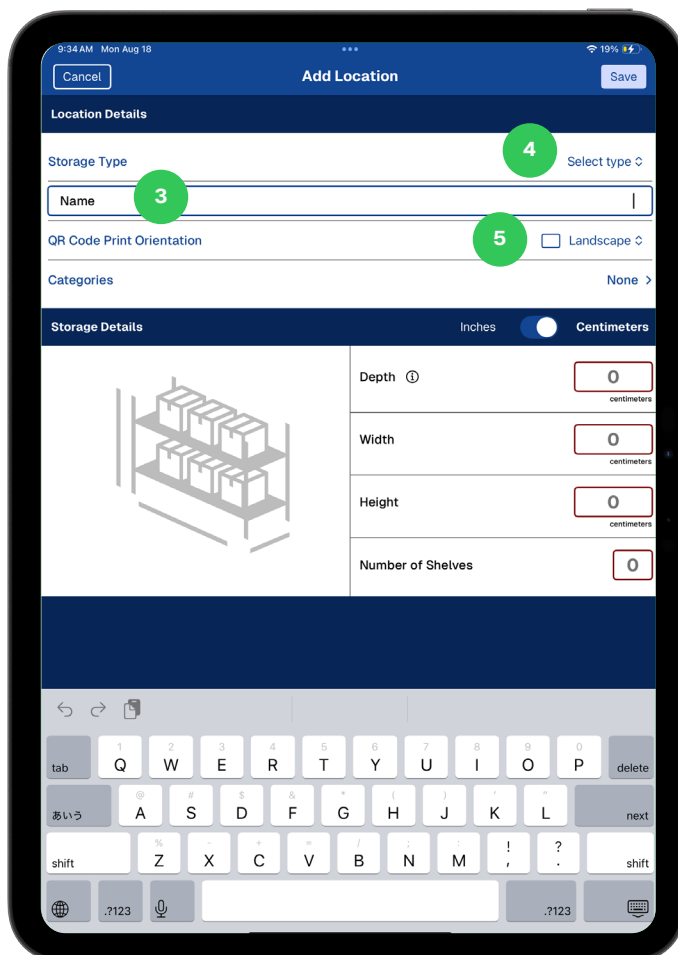 9:34 AM Mon Aug 18
19%
Cancel
Add Location
Save
Location Details
4
Storage Type
Select type
Name
3
QR Code Print Orientation
5
Landscape
Categories
None >
Storage Details
Inches
Centimeters
Depth
0
centimeters
Width
0
centimeters
Height
0
centimeters
Number of Shelves
0
1 2 3 4 5 6 7 8 9 0
tab Q W E R T Y U I O P delete
@ # $ & * ( ) ' "
あいう A S D F G H J K L next
% - + = / ; : ! ?
shift Z X C V B N M , . shift
.?123 .?123